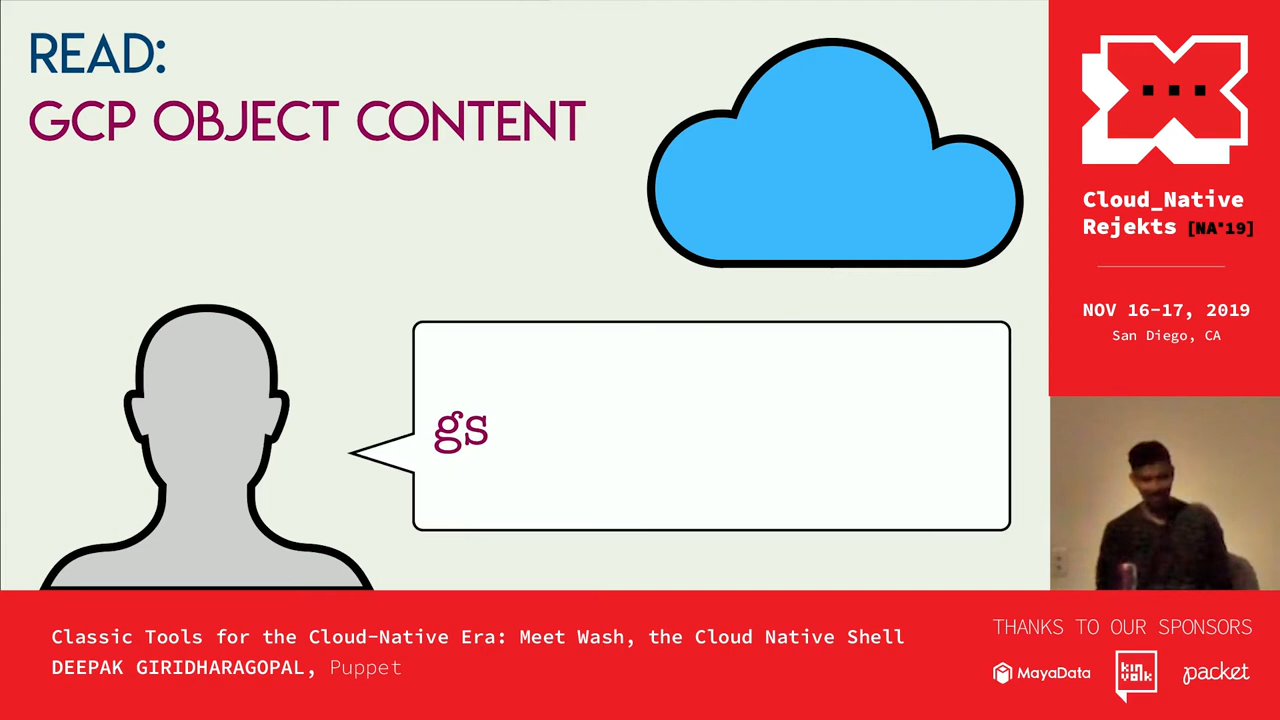 READ:
GCP OBJECT CONTENT
gs
Cloud_Native
Rejekts [NA'19]
NOV 16-17, 2019
San Diego, CA
Classic Tools for the Cloud-Native Era: Meet Wash, the Cloud Native Shell
DEEPAK GIRIDHARAGOPAL, Puppet
THANKS TO OUR SPONSORS
MayaData
kinvolk
packet